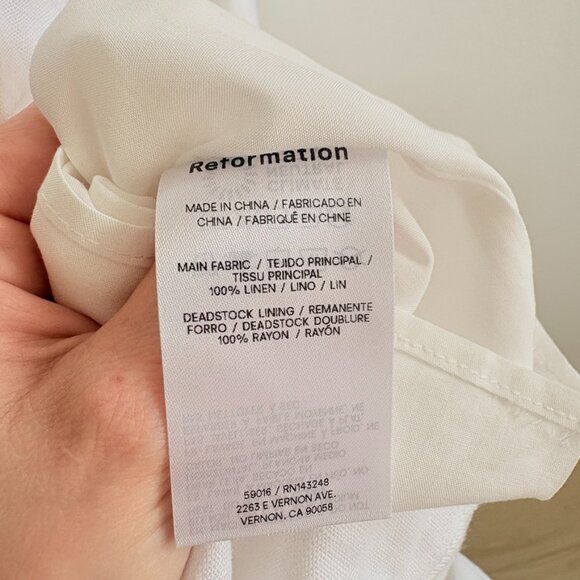 Reformation
MADE IN CHINA / FABRICADO EN
CHINA / FABRIQUÉ EN CHINE
MAIN FABRIC / TEJIDO PRINCIPAL /
TISSU PRINCIPAL
100% LINEN / LINO / LIN
DEADSTOCK LINING / REMANENTE
FORRO / DEADSTOCK DOUBLURE
100% RAYON / RAYÓN
59016 / RN143248
2263 E VERNON AVE.
VERNON, CA 90058